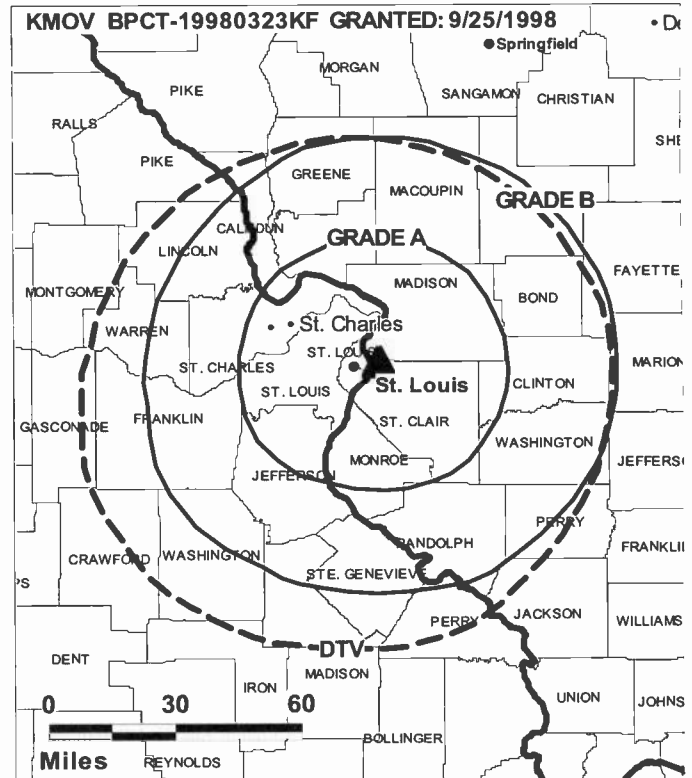 KMOV BPCT-19980323KF GRANTED: 9/25/1998
Springfield
MORGAN
PIKE
SANGAMON
CHRISTIAN
RALLS
PIKE
GREENE
MACOUPIN
GRADE B
CALHOUN
GRADE A
LINCOLN
MADISON
FAYETTE
MONTGOMERY
BOND
WARREN
St. Charles
ST. LOUIS
MARION
ST. CHARLES
St. Louis
CLINTON
ST. LOUIS
FRANKLIN
ST. CLAIR
GASCONADE
WASHINGTON
MONROE
JEFFERSON
JEFFERS
PERRY
RANDOLPH
FRANKLI
CRAWFORD
WASHINGTON
STE. GENEVIEVE
PERRY
JACKSON
WILLIAMS
DTV
DENT
MADISON
IRON
UNION
JOHNS
0 30 60
BOLLINGER
Miles
REYNOLDS